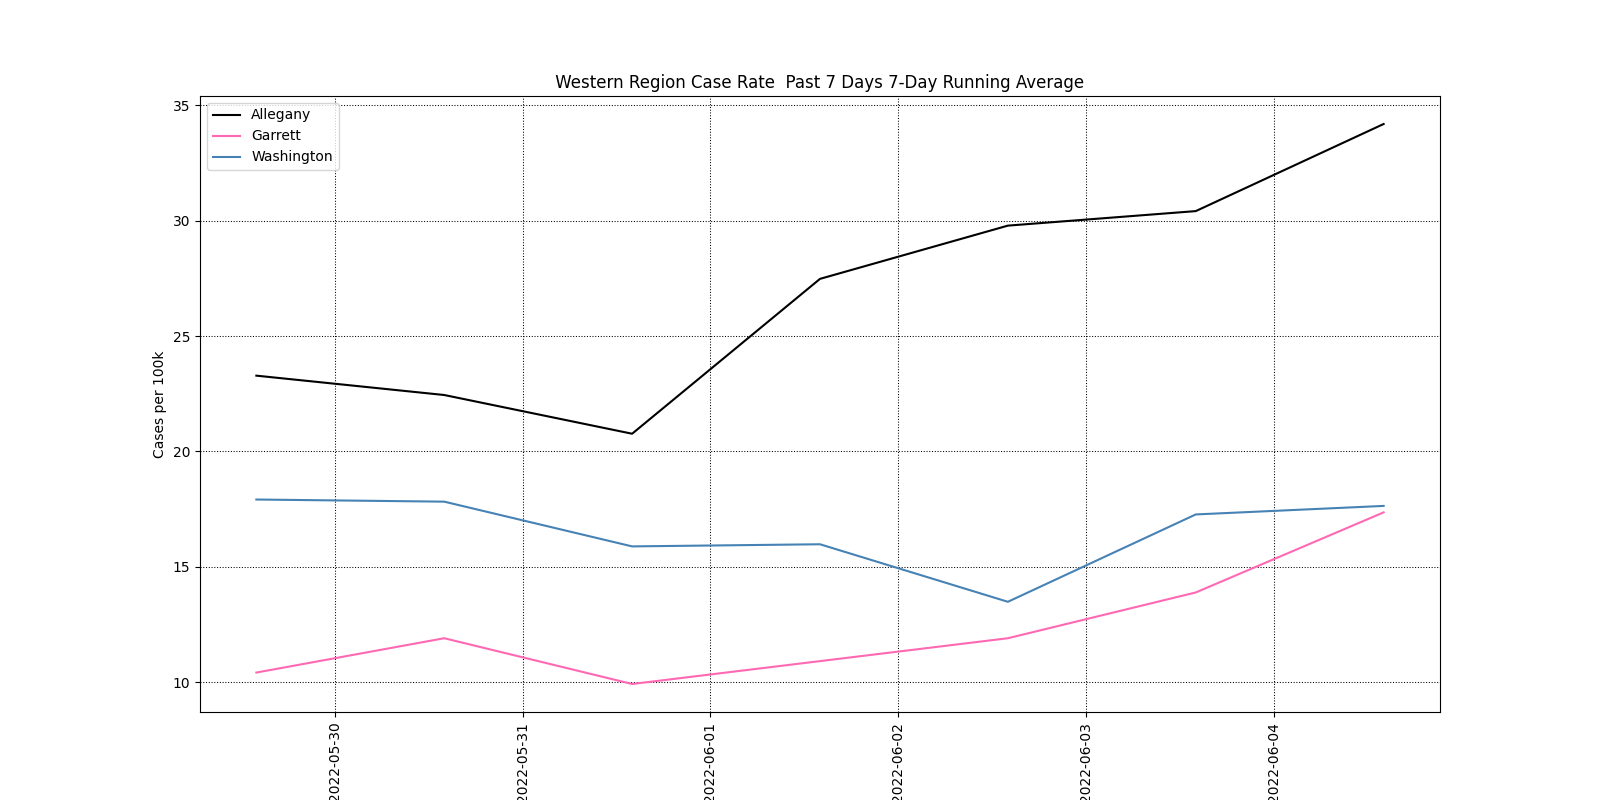 Western Region Case Rate  Past 7 Days 7-Day Running Average
Allegany
Garrett
Washington
Cases per 100k
35
30
25
20
15
10
2022-05-30
2022-05-31
2022-06-01
2022-06-02
2022-06-03
2022-06-04